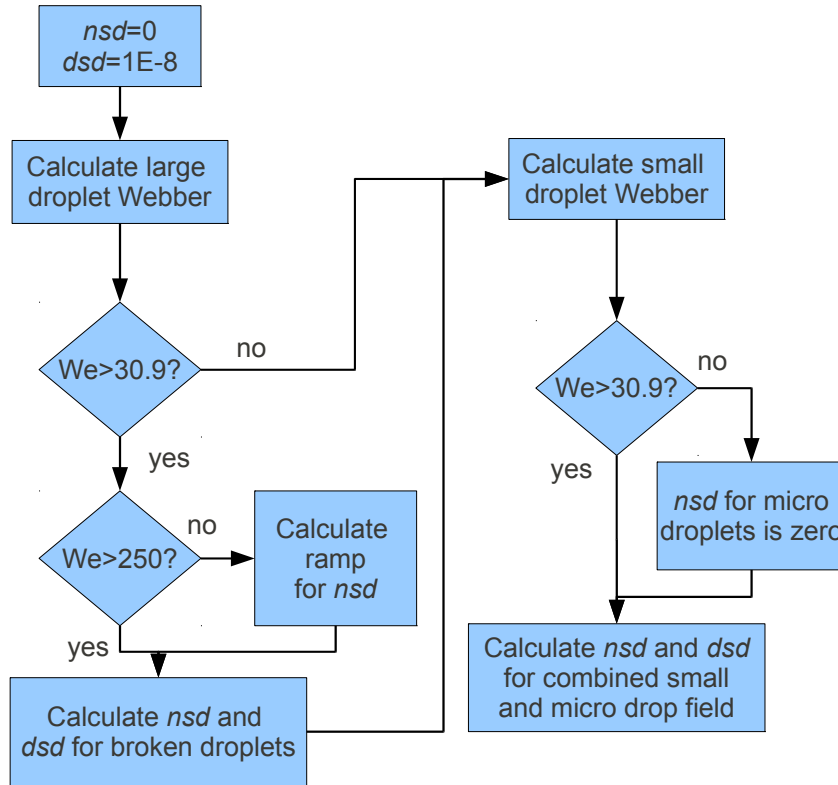 nsd=0
dsd=1E-8
Calculate large
droplet Webber
We>30.9?
no
yes
We>250?
no
Calculate
ramp
for nsd
yes
Calculate nsd and
dsd for broken droplets
Calculate small
droplet Webber
We>30.9?
no
yes
nsd for micro
droplets is zero
Calculate nsd and dsd
for combined small
and micro drop field